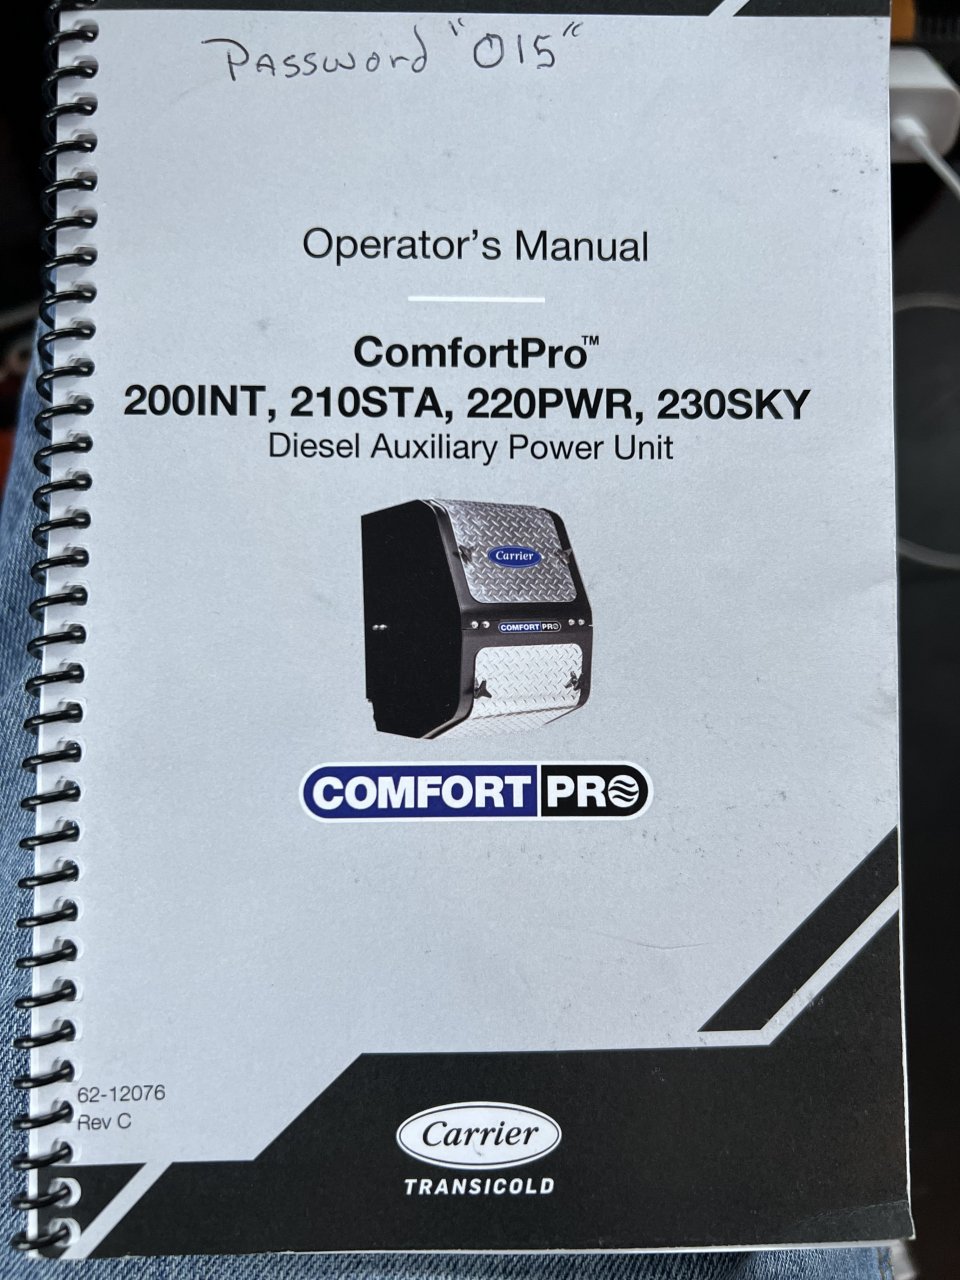 Password "015"
Operator's Manual
ComfortPro™
200INT, 210STA, 220PWR, 230SKY
Diesel Auxiliary Power Unit
Carrier
COMFORT PRO
COMFORT PRO
62-12076
Rev C
Carrier
TRANSICOLD